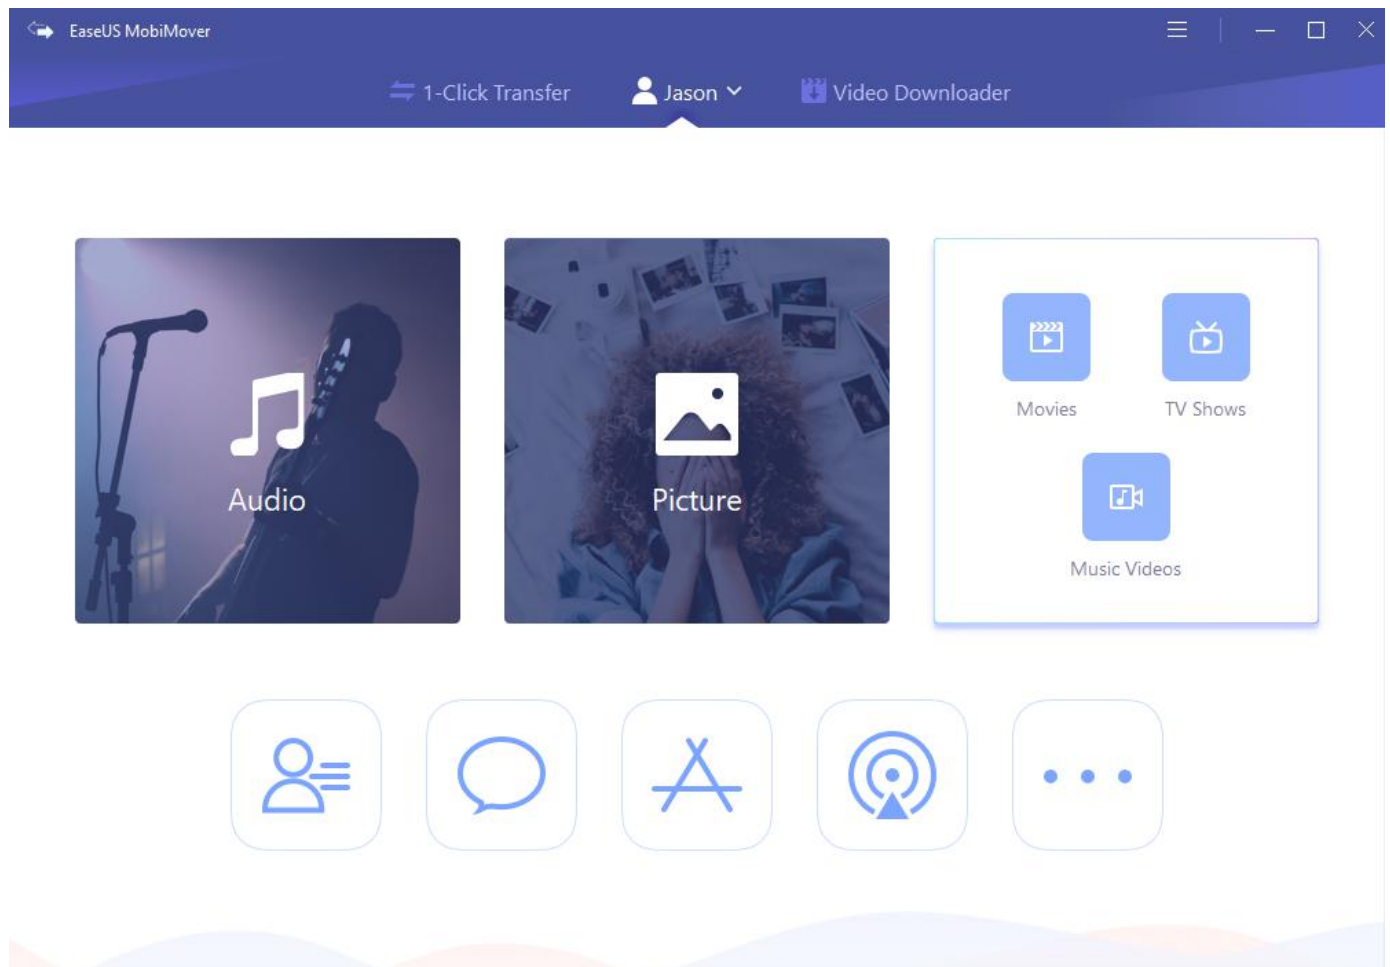 EaseUS MobiMover
1-Click Transfer
Jason
Video Downloader
Audio
Picture
Movies
TV Shows
Music Videos